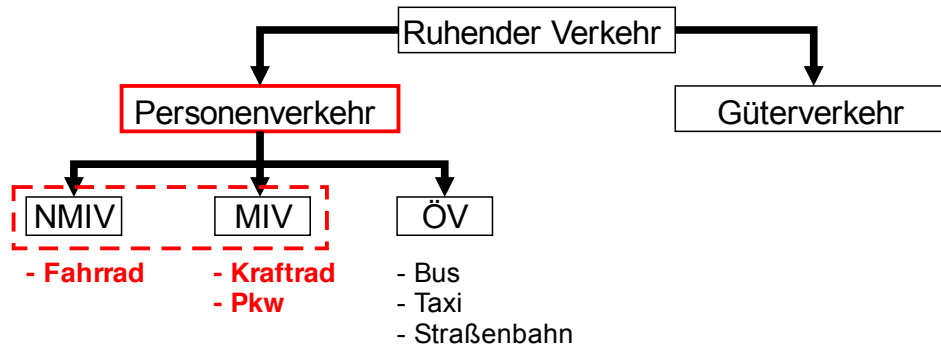 Ruhender Verkehr
Personenverkehr
Güterverkehr
NMIV
MIV
ÖV
- Fahrrad
- Kraftrad
- Pkw
- Bus
- Taxi
- Straßenbahn